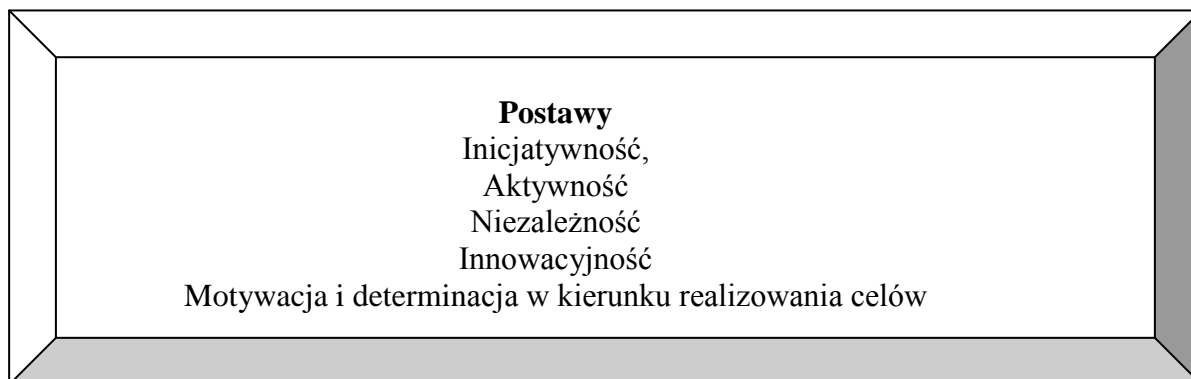 Postawy
Inicjatywność,
Aktywność
Niezależność
Innowacyjność
Motywacja i determinacja w kierunku realizowania celów